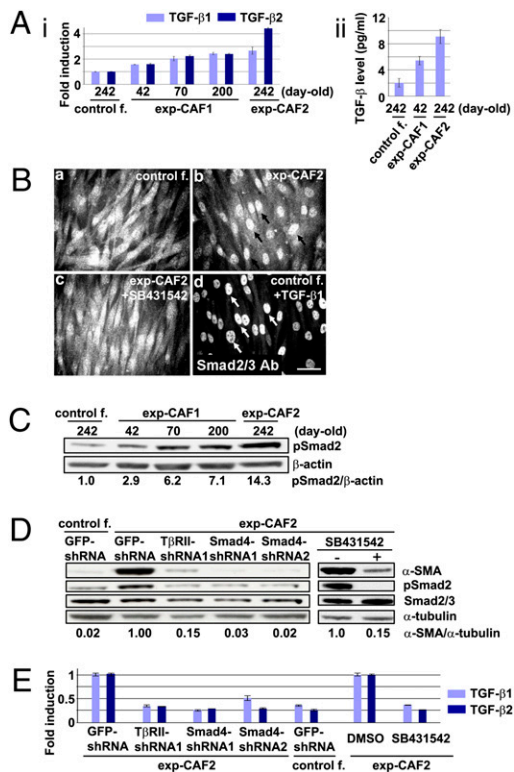 A
i
TGF-β1
TGF-β2
Fold induction
4
2
0
242 42 70 200 242 (day-old)
control f. exp-CAF1 exp-CAF2
ii
TGF-β level (pg/ml)
12
8
4
0
242 42 242 (day-old)
control f.
exp-CAF1
exp-CAF2
B
a control f.
b exp-CAF2
c exp-CAF2
+SB431542
d control f.
+TGF-β1
Smad2/3 Ab
C
control f. exp-CAF1 exp-CAF2
242 42 70 200 242 (day-old)
pSmad2
β-actin
1.0 2.9 6.2 7.1 14.3 pSmad2/β-actin
D
control f. exp-CAF2
GFP-shRNA GFP-shRNA TβRII-shRNA1 Smad4-shRNA1 Smad4-shRNA2 SB431542
- +
α-SMA
pSmad2
Smad2/3
α-tubulin
0.02 1.00 0.15 0.03 0.02 1.0 0.15 α-SMA/α-tubulin
E
Fold induction
1
0.5
0
TGF-β1
TGF-β2
GFP-shRNA TβRII-shRNA1 Smad4-shRNA1 Smad4-shRNA2 GFP-shRNA DMSO SB431542
exp-CAF2 control f. exp-CAF2